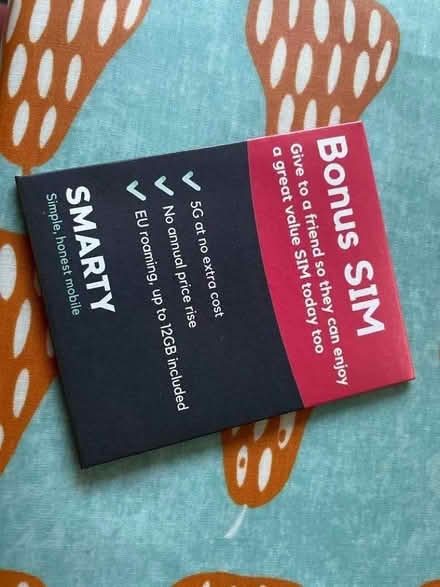 Bonus SIM
Give to a friend so they can enjoy
a great value SIM today too
5G at no extra cost
No annual price rise
EU roaming, up to 12GB included
SMARTY
Simple, honest mobile